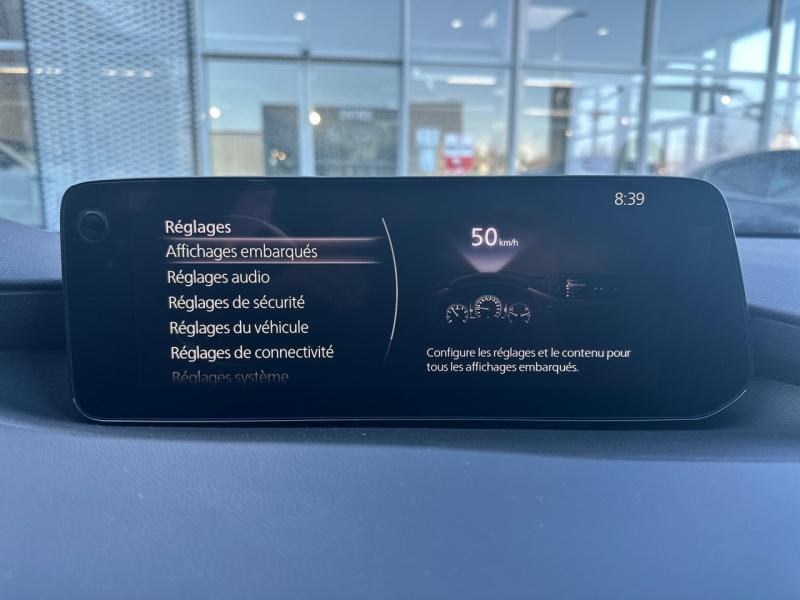 8:39
Réglages
Affichages embarqués
Réglages audio
Réglages de sécurité
Réglages du véhicule
Réglages de connectivité
Réglages système
50 km/h
Configure les réglages et le contenu pour
tous les affichages embarqués.